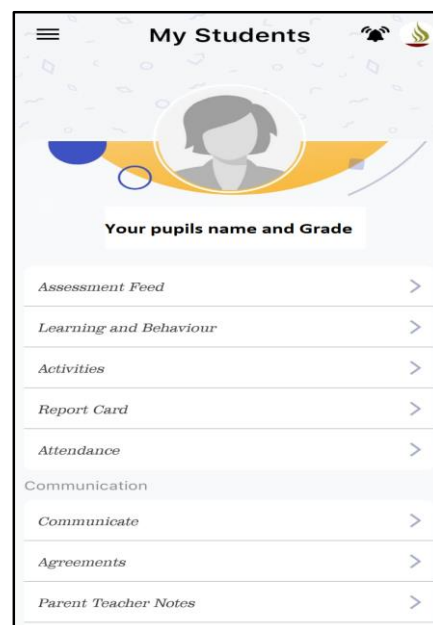 My Students
Your pupils name and Grade
Assessment Feed
Learning and Behaviour
Activities
Report Card
Attendance
Communication
Communicate
Agreements
Parent Teacher Notes